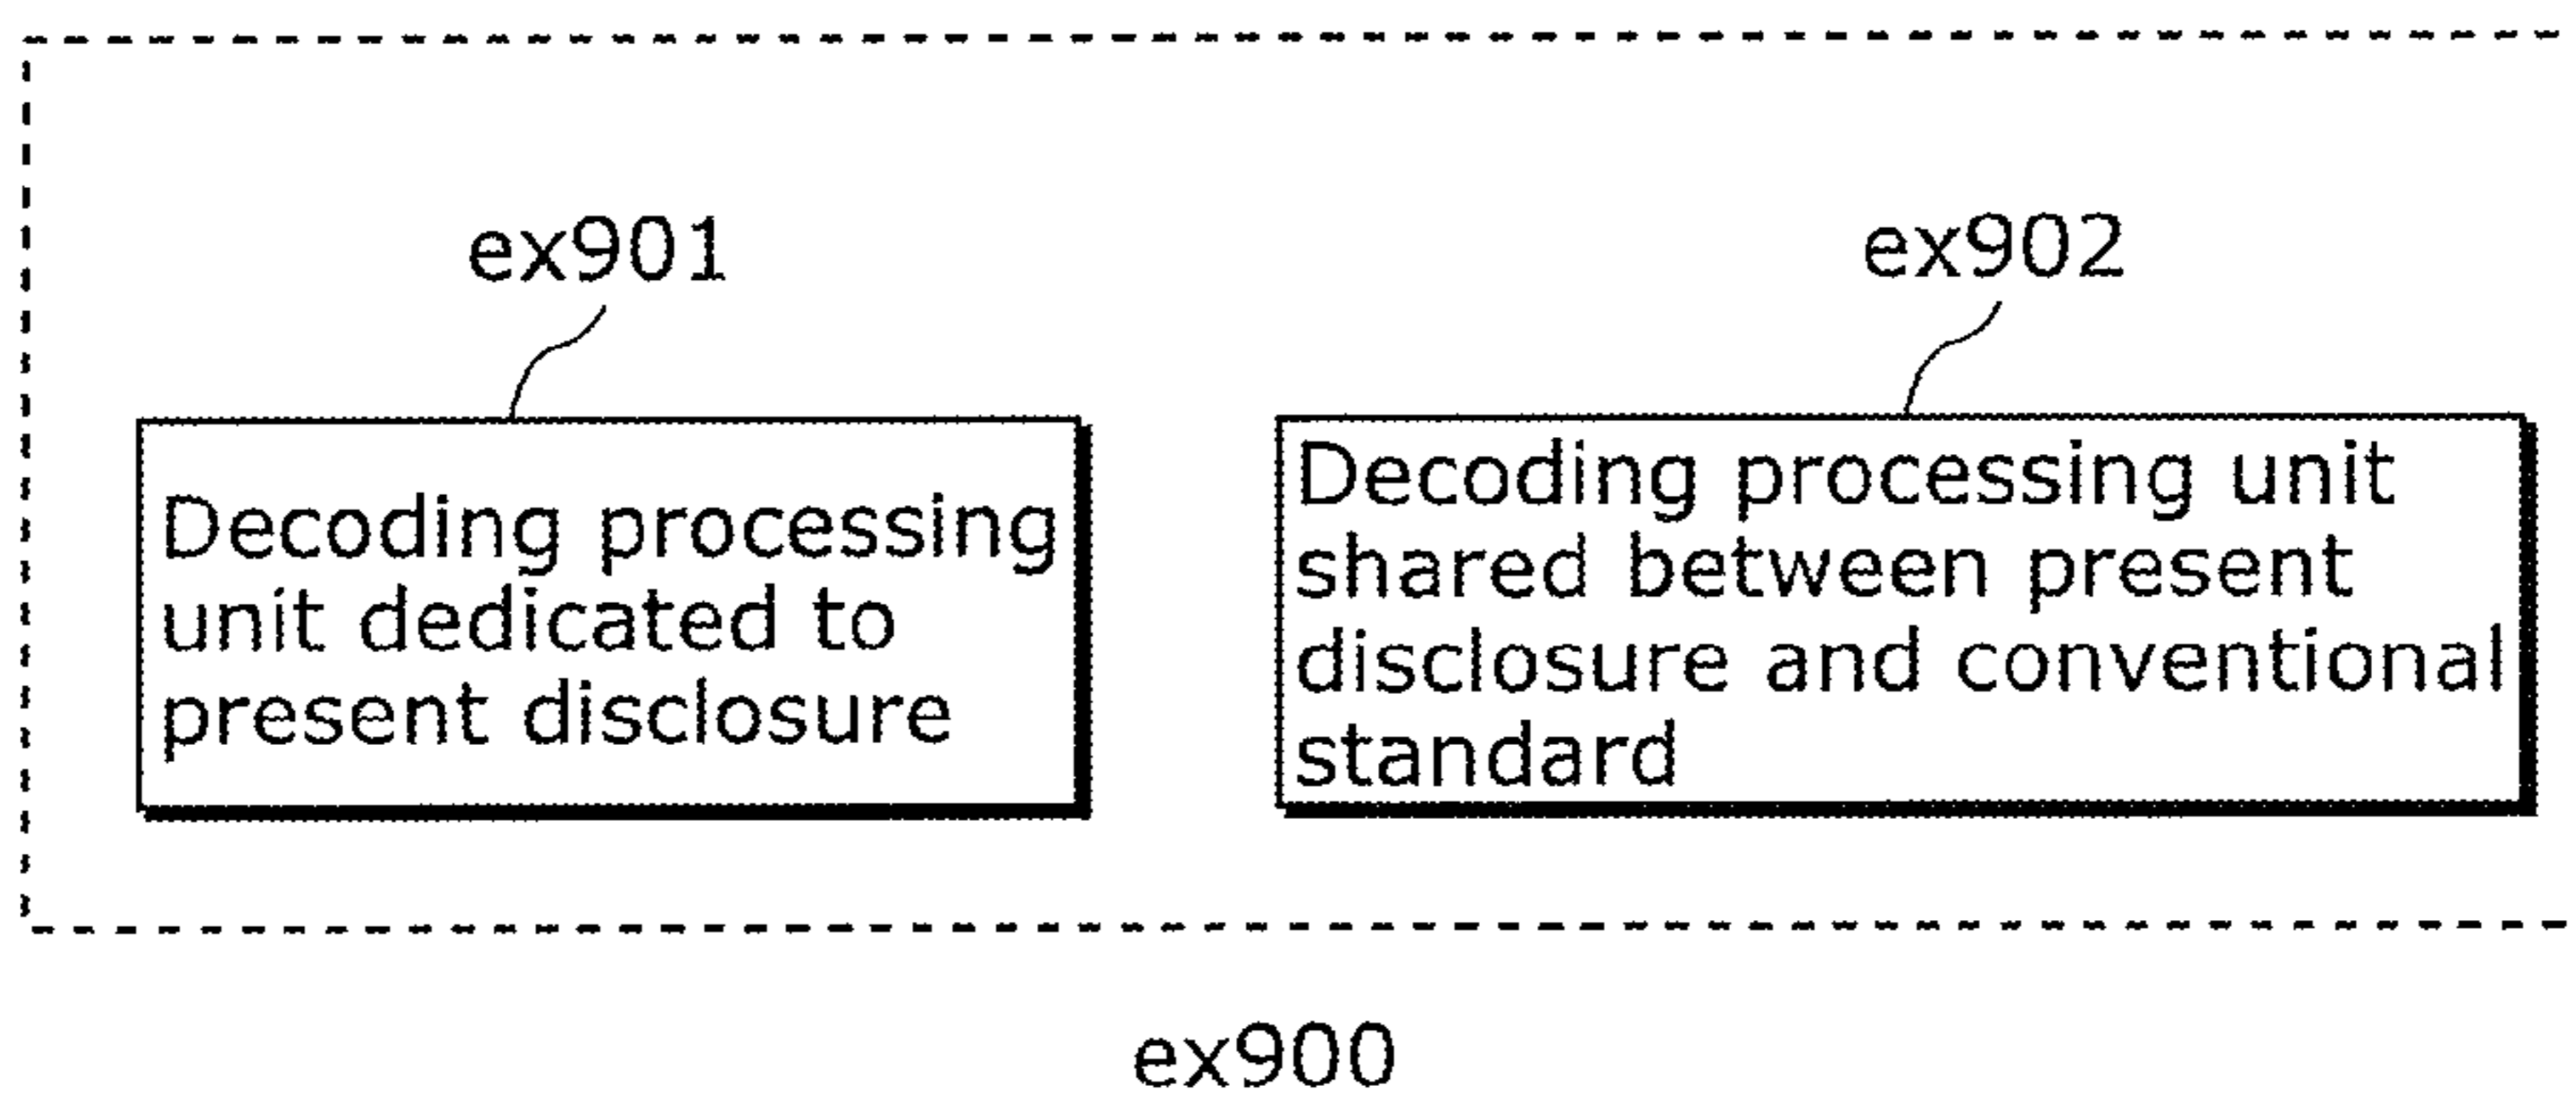 ex901
ex902
Decoding processing
unit dedicated to
present disclosure
Decoding processing unit
shared between present
disclosure and conventional
standard
ex900